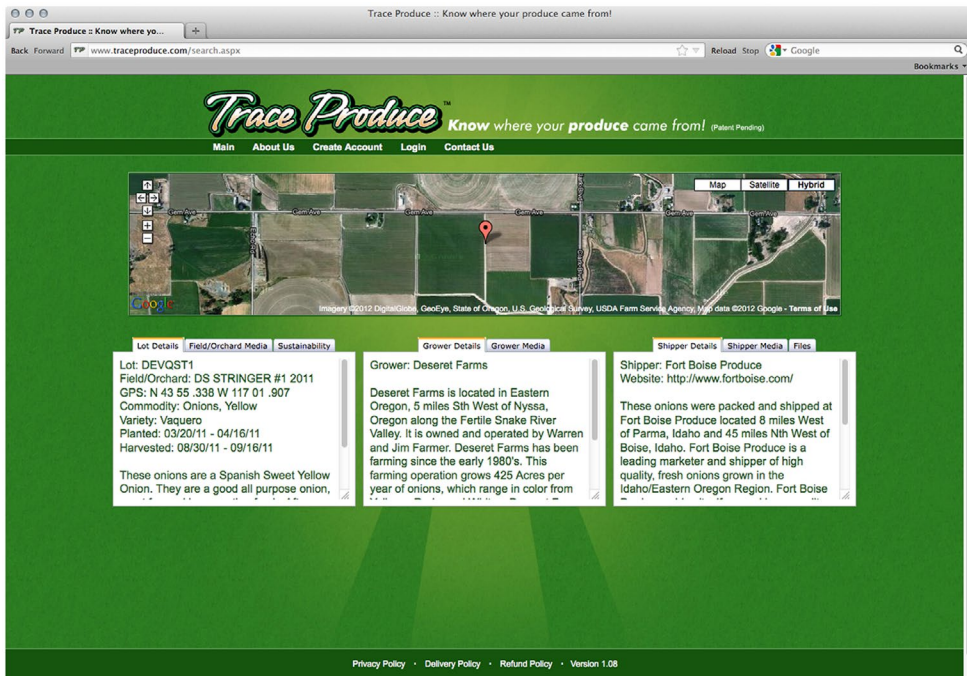 Trace Produce :: Know where your produce came from!
TP Trace Produce :: Know where yo...
Back Forward TP www.traceproduce.com/search.aspx Reload Stop Google
Bookmarks
Trace Produce™ Know where your produce came from! (Patent Pending)
Main About Us Create Account Login Contact Us
Map Satellite Hybrid
Gem Ave Gem Ave Gem Ave Gem Ave Gem Ave Gem Ave
Google Imagery ©2012 DigitalGlobe, GeoEye, State of Oregon, U.S. Geological Survey, USDA Farm Service Agency, Map data ©2012 Google - Terms of Use
Lot Details Field/Orchard Media Sustainability
Lot: DEVQST1
Field/Orchard: DS STRINGER #1 2011
GPS: N 43 55 .338 W 117 01 .907
Commodity: Onions, Yellow
Variety: Vaquero
Planted: 03/20/11 - 04/16/11
Harvested: 08/30/11 - 09/16/11
These onions are a Spanish Sweet Yellow
Onion. They are a good all purpose onion,
Grower Details Grower Media
Grower: Deseret Farms
Deseret Farms is located in Eastern
Oregon, 5 miles Sth West of Nyssa,
Oregon along the Fertile Snake River
Valley. It is owned and operated by Warren
and Jim Farmer. Deseret Farms has been
farming since the early 1980's. This
farming operation grows 425 Acres per
year of onions, which range in color from
Shipper Details Shipper Media Files
Shipper: Fort Boise Produce
Website: http://www.fortboise.com/
These onions were packed and shipped at
Fort Boise Produce located 8 miles West
of Parma, Idaho and 45 miles Nth West of
Boise, Idaho. Fort Boise Produce is a
leading marketer and shipper of high
quality, fresh onions grown in the
Idaho/Eastern Oregon Region. Fort Boise
Privacy Policy · Delivery Policy · Refund Policy · Version 1.08